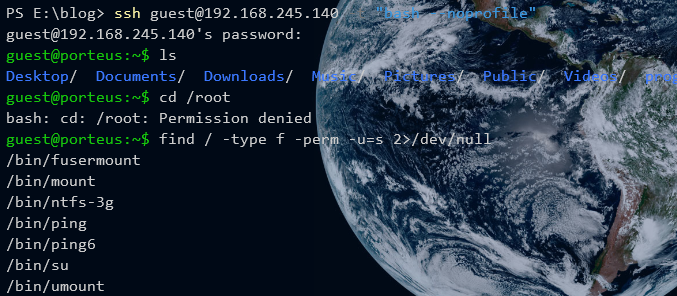 PS E:\blog> ssh guest@192.168.245.140 "bash --noprofile"
guest@192.168.245.140's password:
guest@porteus:~$ ls
Desktop/ Documents/ Downloads/ Music/ Pictures/ Public/ Videos/
guest@porteus:~$ cd /root
bash: cd: /root: Permission denied
guest@porteus:~$ find / -type f -perm -u=s 2>/dev/null
/bin/fusermount
/bin/mount
/bin/ntfs-3g
/bin/ping
/bin/ping6
/bin/su
/bin/umount